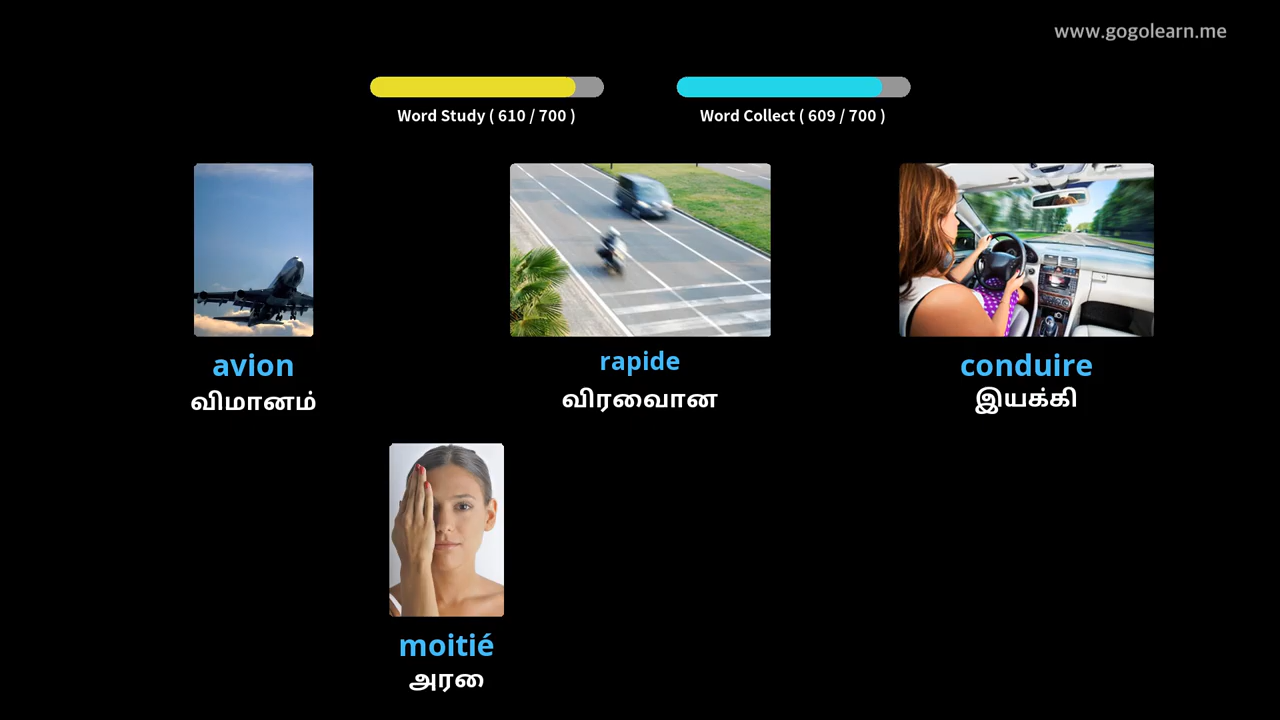 www.gogolearn.me
Word Study ( 610 / 700 )
Word Collect ( 609 / 700 )
avion
விமானம்
rapide
விரைவான
conduire
இயக்கி
moitié
அரை